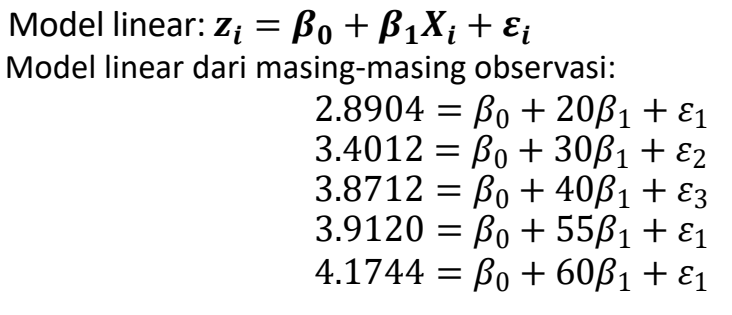 Model linear: zᵢ = β₀ + β₁Xᵢ + εᵢ
Model linear dari masing-masing observasi:
2.8904 = β₀ + 20β₁ + ε₁
3.4012 = β₀ + 30β₁ + ε₂
3.8712 = β₀ + 40β₁ + ε₃
3.9120 = β₀ + 55β₁ + ε₁
4.1744 = β₀ + 60β₁ + ε₁